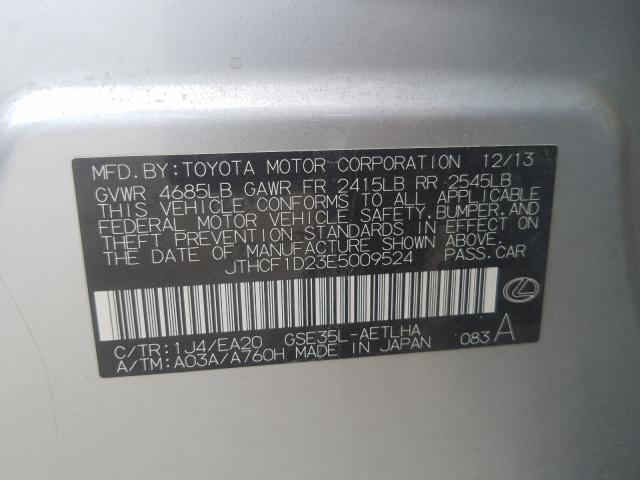 MFD.BY:TOYOTA MOTOR CORPORATION 12/13
GVWR 4685LB GAWR FR 2415LB RR 2545LB
THIS VEHICLE CONFORMS TO ALL APPLICABLE
FEDERAL MOTOR VEHICLE SAFETY,BUMPER,AND
THEFT PREVENTION STANDARDS IN EFFECT ON
THE DATE OF MANUFACTURE SHOWN ABOVE.
JTHCF1D23E5009524 PASS.CAR
C/TR:1J4/EA20 GSE35L-AETLHA
A/TM:A03A/A760H MADE IN JAPAN 083 A